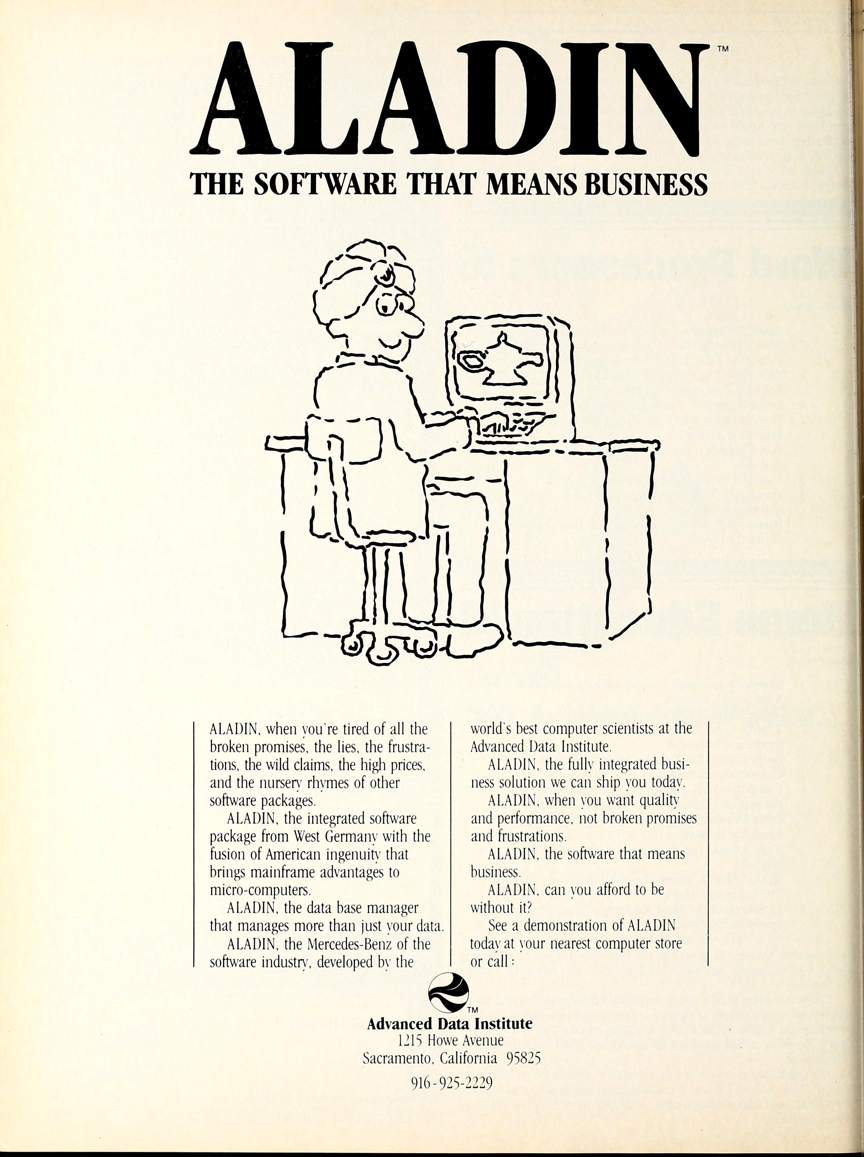 ALADIN™
THE SOFTWARE THAT MEANS BUSINESS
ALADIN, when you're tired of all the
broken promises, the lies, the frustra-
tions, the wild claims, the high prices,
and the nursery rhymes of other
software packages.
ALADIN, the integrated software
package from West Germany with the
fusion of American ingenuity that
brings mainframe advantages to
micro-computers.
ALADIN, the data base manager
that manages more than just your data.
ALADIN, the Mercedes-Benz of the
software industry, developed by the
world's best computer scientists at the
Advanced Data Institute.
ALADIN, the fully integrated busi-
ness solution we can ship you today.
ALADIN, when you want quality
and performance, not broken promises
and frustrations.
ALADIN, the software that means
business.
ALADIN, can you afford to be
without it?
See a demonstration of ALADIN
today at your nearest computer store
or call:
TM
Advanced Data Institute
1215 Howe Avenue
Sacramento, California 95825
916-925-2229